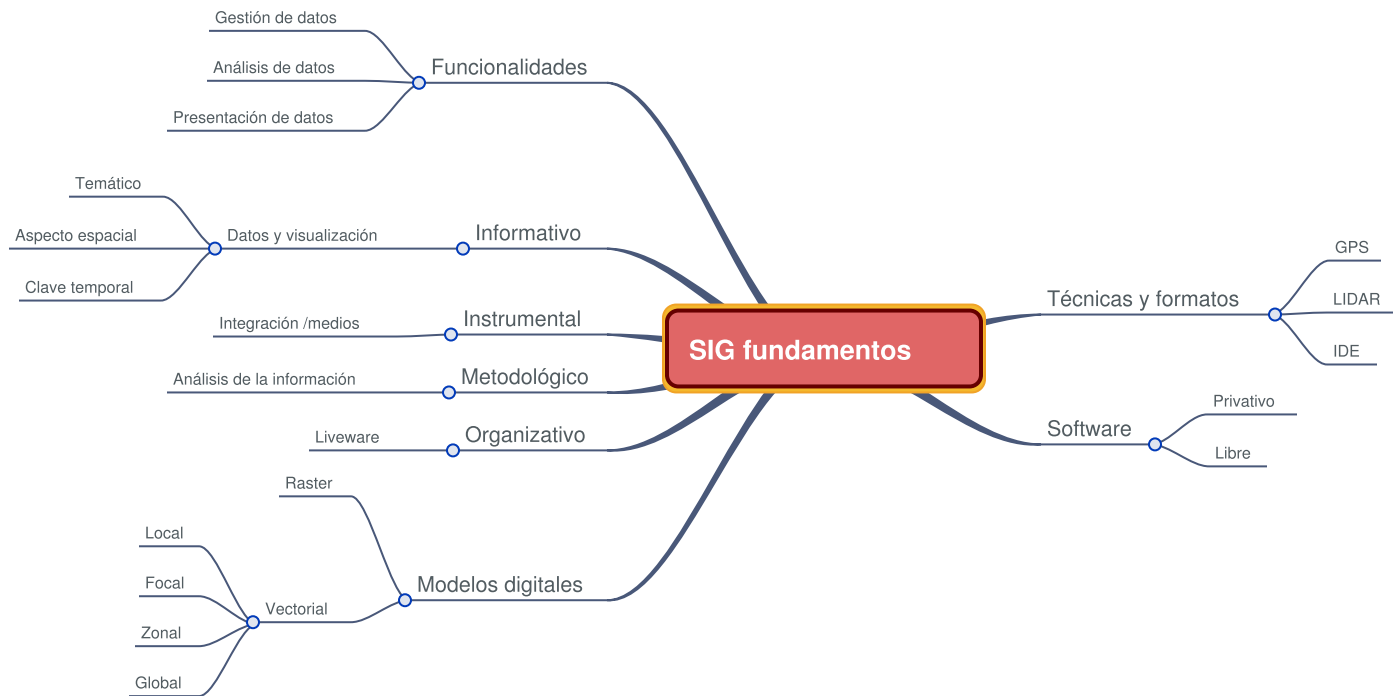 SIG fundamentos
Funcionalidades
Gestión de datos
Análisis de datos
Presentación de datos
Informativo
Datos y visualización
Temático
Aspecto espacial
Clave temporal
Instrumental
Integración /medios
Metodológico
Análisis de la información
Organizativo
Liveware
Modelos digitales
Raster
Vectorial
Local
Focal
Zonal
Global
Técnicas y formatos
GPS
LIDAR
IDE
Software
Privativo
Libre